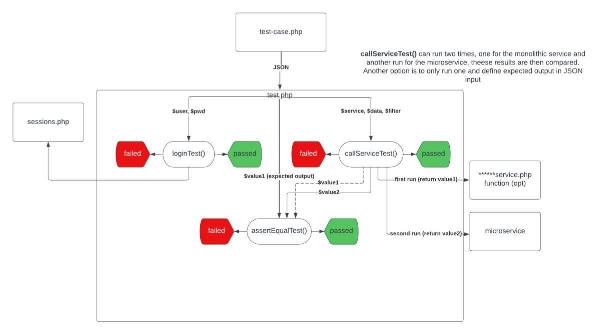 test-case.php
callServiceTest() can run two times, one for the monolithic service and
another run for the microservice, theese results are then compared.
Another option is to only run one and define expected output in JSON
input
JSON
test.php
sessions.php
$user, $pwd
$service, $data, $filter
failed
loginTest()
passed
failed
callServiceTest()
passed
$value1 (expected output)
$value1
$value2
first run (return value1)
******service.php
function (opt)
failed
assertEqualTest()
passed
second run (return value2)
microservice